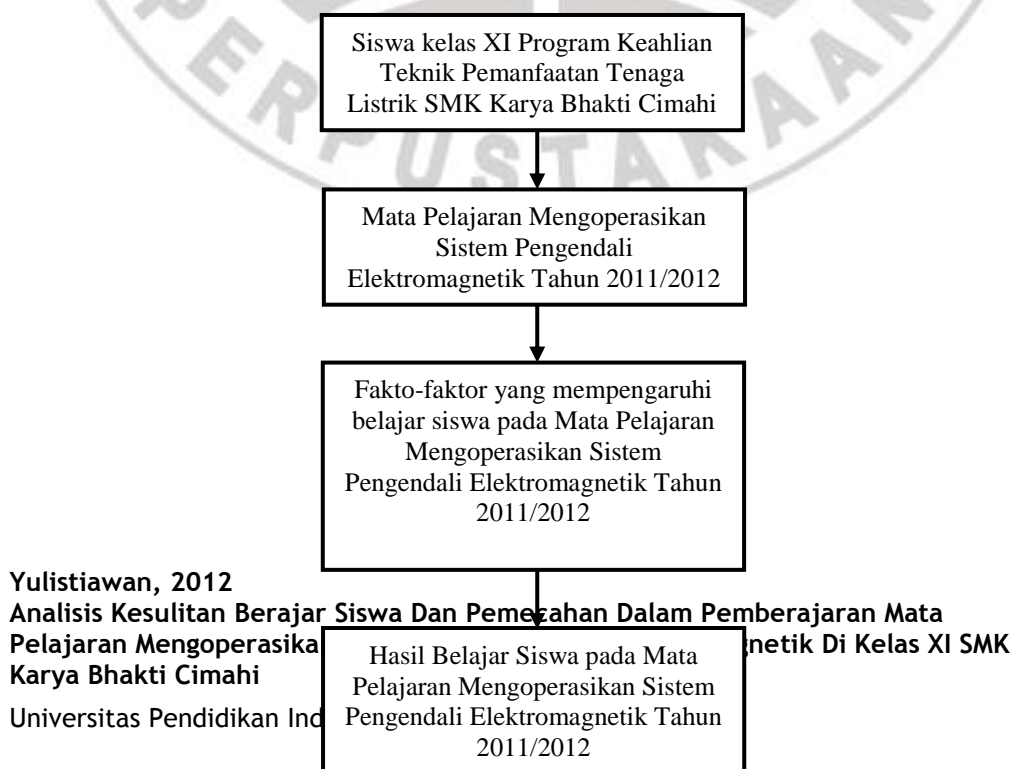 PERPUSTAKAAN
Siswa kelas XI Program Keahlian
Teknik Pemanfaatan Tenaga
Listrik SMK Karya Bhakti Cimahi
Mata Pelajaran Mengoperasikan
Sistem Pengendali
Elektromagnetik Tahun 2011/2012
Fakto-faktor yang mempengaruhi
belajar siswa pada Mata Pelajaran
Mengoperasikan Sistem
Pengendali Elektromagnetik Tahun
2011/2012
Yulistiawan, 2012
Analisis Kesulitan Berajar Siswa Dan Pemecahan Dalam Pemberajaran Mata
Pelajaran Mengoperasika gnetik Di Kelas XI SMK
Karya Bhakti Cimahi
Universitas Pendidikan Ind
Hasil Belajar Siswa pada Mata
Pelajaran Mengoperasikan Sistem
Pengendali Elektromagnetik Tahun
2011/2012